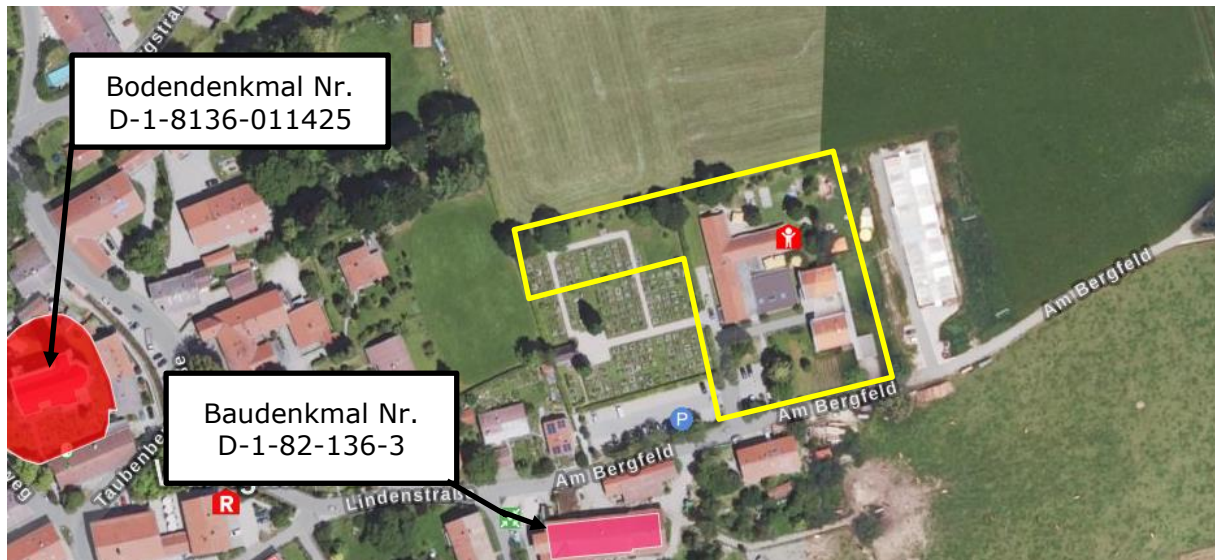 Bodendenkmal Nr.
D-1-8136-011425
Am Bergfeld
Baudenkmal Nr.
D-1-82-136-3
P
Am Bergfeld
Am Bergfeld
R
Lindenstraße